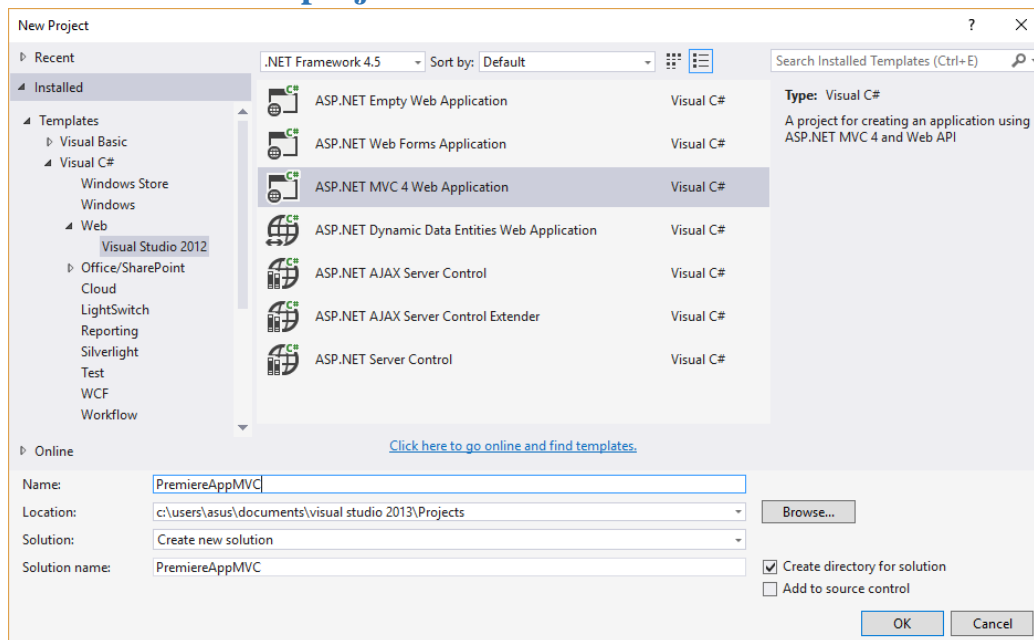 New Project ? ×
Recent
Installed
Templates
Visual Basic
Visual C#
Windows Store
Windows
Web
Visual Studio 2012
Office/SharePoint
Cloud
LightSwitch
Reporting
Silverlight
Test
WCF
Workflow
Online
.NET Framework 4.5 Sort by: Default
ASP.NET Empty Web Application Visual C#
ASP.NET Web Forms Application Visual C#
ASP.NET MVC 4 Web Application Visual C#
ASP.NET Dynamic Data Entities Web Application Visual C#
ASP.NET AJAX Server Control Visual C#
ASP.NET AJAX Server Control Extender Visual C#
ASP.NET Server Control Visual C#
Click here to go online and find templates.
Search Installed Templates (Ctrl+E)
Type: Visual C#
A project for creating an application using
ASP.NET MVC 4 and Web API
Name: PremiereAppMVC
Location: c:\users\asus\documents\visual studio 2013\Projects Browse...
Solution: Create new solution
Solution name: PremiereAppMVC
Create directory for solution
Add to source control
OK Cancel